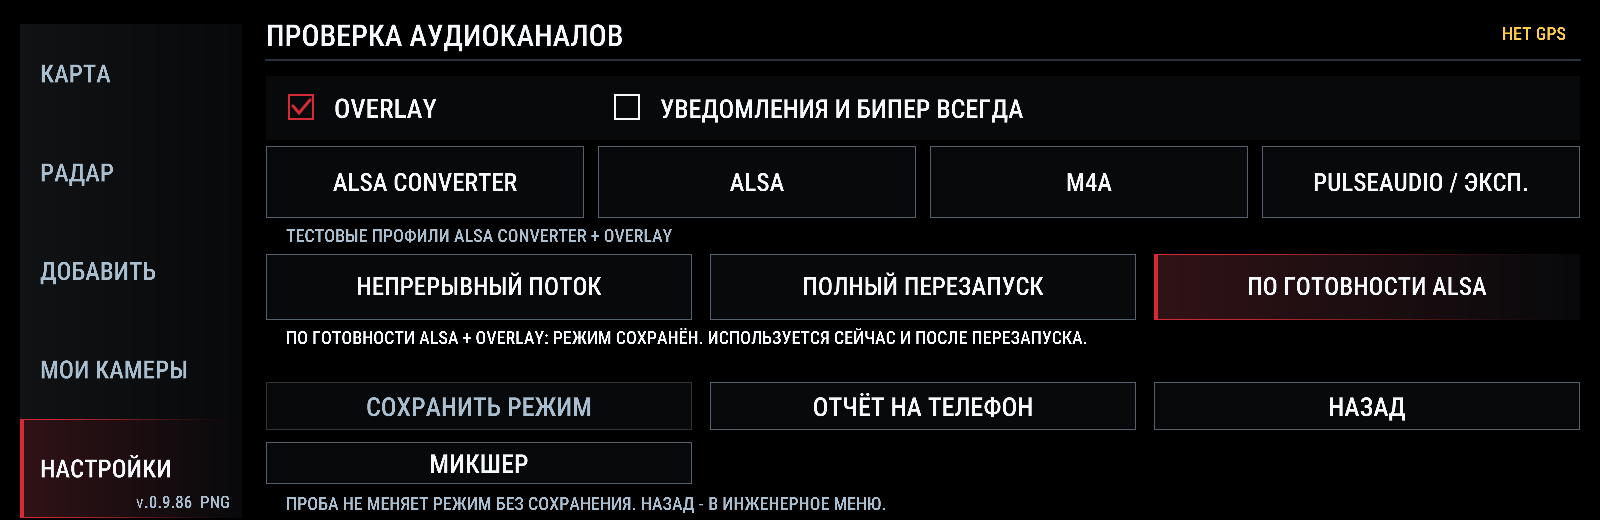 ПРОВЕРКА АУДИОКАНАЛОВ
НЕТ GPS
КАРТА
РАДАР
ДОБАВИТЬ
МОИ КАМЕРЫ
НАСТРОЙКИ
v.0.9.86 PNG
OVERLAY
УВЕДОМЛЕНИЯ И БИПЕР ВСЕГДА
ALSA CONVERTER
ALSA
M4A
PULSEAUDIO / ЭКСП.
ТЕСТОВЫЕ ПРОФИЛИ ALSA CONVERTER + OVERLAY
НЕПРЕРЫВНЫЙ ПОТОК
ПОЛНЫЙ ПЕРЕЗАПУСК
ПО ГОТОВНОСТИ ALSA
ПО ГОТОВНОСТИ ALSA + OVERLAY: РЕЖИМ СОХРАНЁН. ИСПОЛЬЗУЕТСЯ СЕЙЧАС И ПОСЛЕ ПЕРЕЗАПУСКА.
СОХРАНИТЬ РЕЖИМ
ОТЧЁТ НА ТЕЛЕФОН
НАЗАД
МИКШЕР
ПРОБА НЕ МЕНЯЕТ РЕЖИМ БЕЗ СОХРАНЕНИЯ. НАЗАД - В ИНЖЕНЕРНОЕ МЕНЮ.